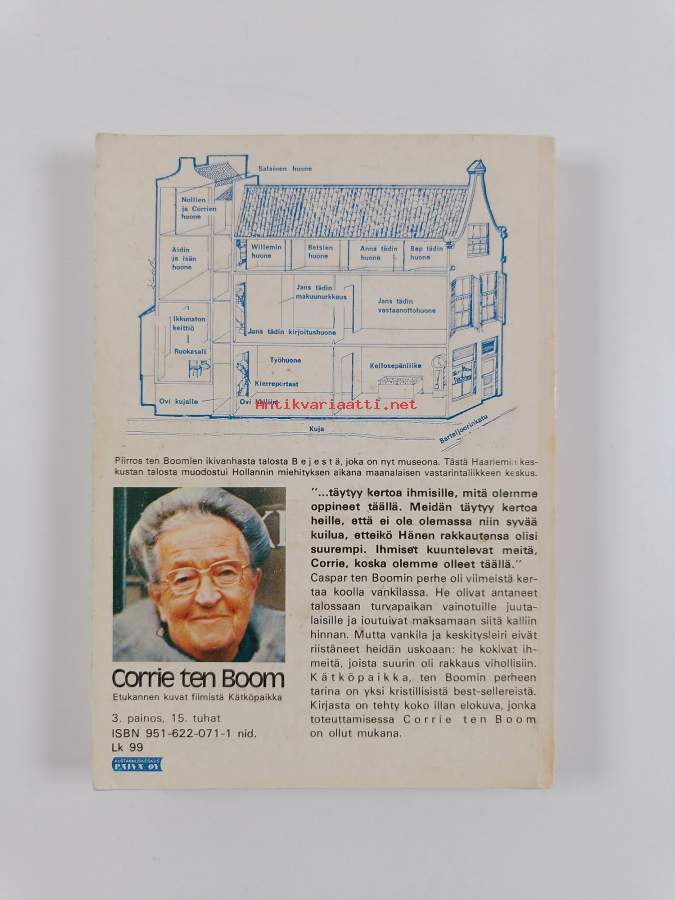 Salainen huone
Nollien
ja Corrien
huone
Äidin
ja isän
huone
Willemin
huone
Betsien
huone
Anna tädin
huone
Bep tädin
huone
Jans tädin
makuunurkkaus
Jans tädin
vastaanottohuone
Ikkunaton
keittiö
Ruokasali
Jans tädin kirjoitushuone
Työhuone
Kellosepänliike
Kierreportaat
Ovi kujalle
Antikvariaatti.net
Kuja
Barteljoorinkatu
Piirros ten Boomien ikivanhasta talosta Bejestä, joka on nyt museona. Tästä Haarlemin kes-
kustan talosta muodostui Hollannin miehityksen aikana maanalaisen vastarintaliikkeen keskus.
"...täytyy kertoa ihmisille, mitä olemme
oppineet täällä. Meidän täytyy kertoa
heille, että ei ole olemassa niin syvää
kuilua, etteikö Hänen rakkautensa olisi
suurempi. Ihmiset kuuntelevat meitä,
Corrie, koska olemme olleet täällä."
Caspar ten Boomin perhe oli viimeistä ker-
taa koolla vankilassa. He olivat antaneet
talossaan turvapaikan vainotuille juuta-
laisille ja joutuivat maksamaan siitä kalliin
hinnan. Mutta vankila ja keskitysleiri eivät
riistäneet heidän uskoaan: he kokivat ih-
meitä, joista suurin oli rakkaus vihollisiin.
Kätköpaikka, ten Boomin perheen
tarina on yksi kristillisistä best-sellereistä.
Kirjasta on tehty koko illan elokuva, jonka
toteuttamisessa Corrie ten Boom
on ollut mukana.
Corrie ten Boom
Etukannen kuvat filmistä Kätköpaikka
3. painos, 15. tuhat
ISBN 951-622-071-1 nid.
Lk 99
KUSTANNUSKESKUS
PÄIVÄ OY